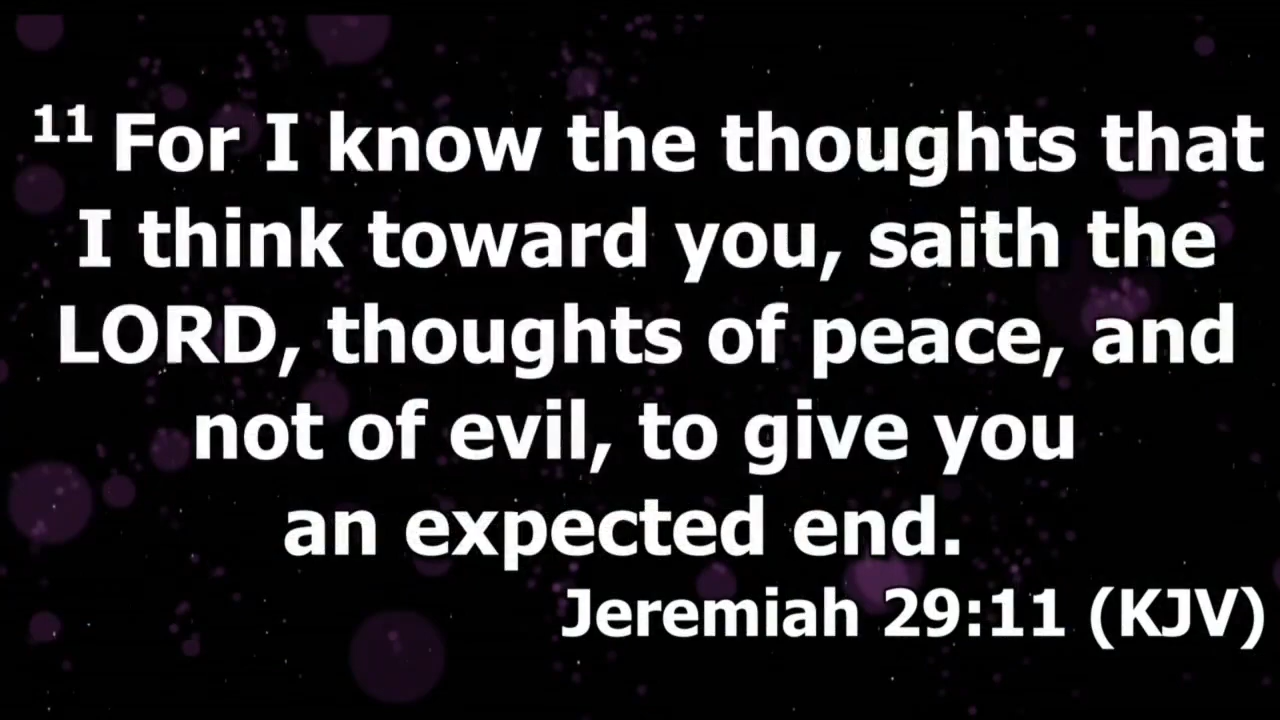 11 For I know the thoughts that
I think toward you, saith the
LORD, thoughts of peace, and
not of evil, to give you
an expected end.
Jeremiah 29:11 (KJV)